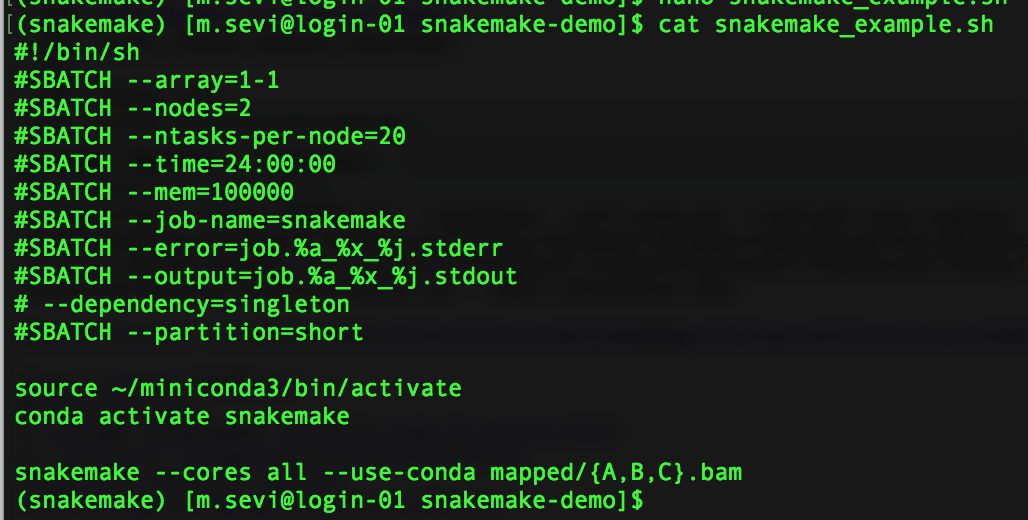 (snakemake) [m.sevi@login-01 snakemake-demo]$ nano snakemake_example.sh
[(snakemake) [m.sevi@login-01 snakemake-demo]$ cat snakemake_example.sh
#!/bin/sh
#SBATCH --array=1-1
#SBATCH --nodes=2
#SBATCH --ntasks-per-node=20
#SBATCH --time=24:00:00
#SBATCH --mem=100000
#SBATCH --job-name=snakemake
#SBATCH --error=job.%a_%x_%j.stderr
#SBATCH --output=job.%a_%x_%j.stdout
# --dependency=singleton
#SBATCH --partition=short
source ~/miniconda3/bin/activate
conda activate snakemake
snakemake --cores all --use-conda mapped/{A,B,C}.bam
(snakemake) [m.sevi@login-01 snakemake-demo]$